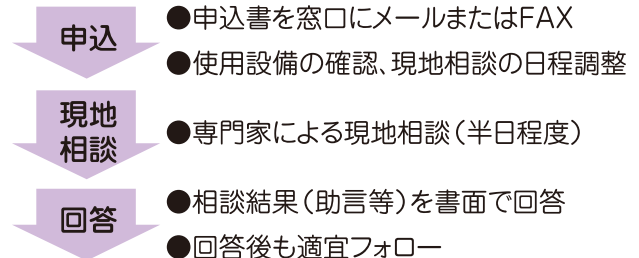 申込
●申込書を窓口にメールまたはFAX
●使用設備の確認、現地相談の日程調整
現地
相談
●専門家による現地相談(半日程度)
回答
●相談結果(助言等)を書面で回答
●回答後も適宜フォロー